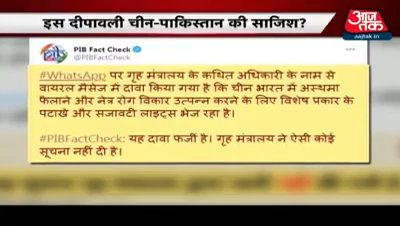 इस दीपावली चीन-पाकिस्तान की साजिश?
आज तक
aajtak.in
PIB Fact Check
@PIBFactCheck
#WhatsApp पर गृह मंत्रालय के कथित अधिकारी के नाम से
वायरल मैसेज में दावा किया गया है कि चीन भारत में अस्थमा
फैलाने और नेत्र रोग विकार उत्पन्न करने के लिए विशेष प्रकार के
पटाखे और सजावटी लाइट्स भेज रहा है।
#PIBFactCheck: यह दावा फर्जी है। गृह मंत्रालय ने ऐसी कोई
सूचना नहीं दी है।